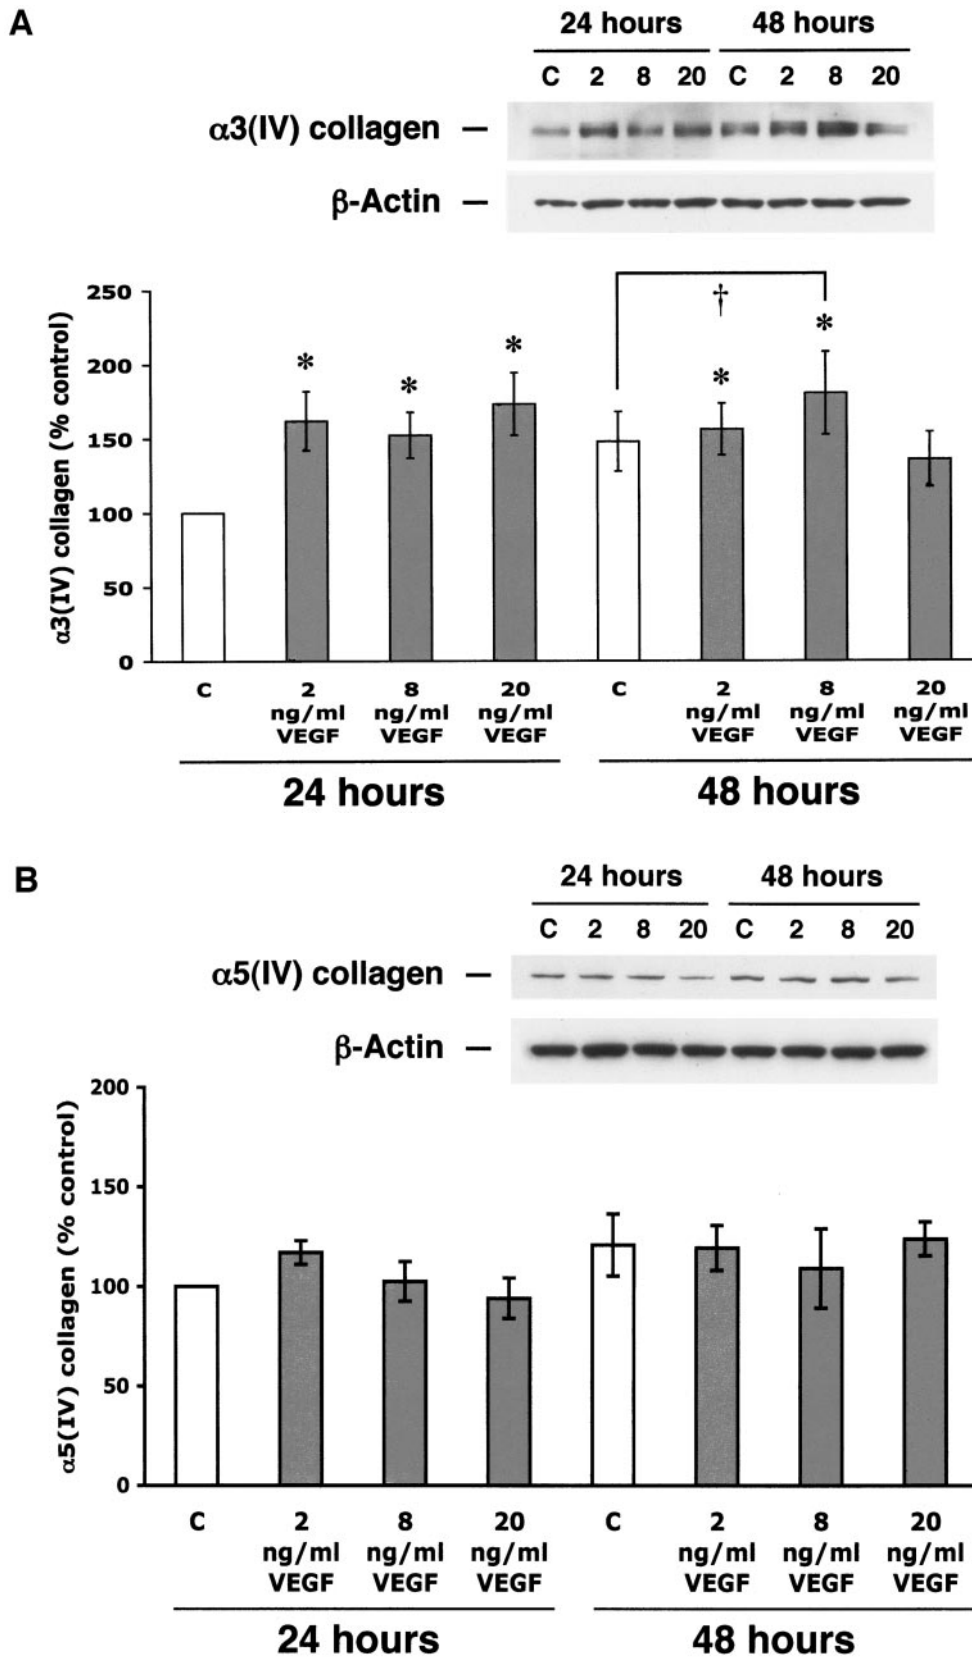 A
24 hours 48 hours
C 2 8 20 C 2 8 20
α3(IV) collagen –
β-Actin –
α3(IV) collagen (% control)
250
200
150
100
50
0
* * * † * *
C 2 8 20 C 2 8 20
ng/ml ng/ml ng/ml ng/ml ng/ml ng/ml
VEGF VEGF VEGF VEGF VEGF VEGF
24 hours 48 hours
B
24 hours 48 hours
C 2 8 20 C 2 8 20
α5(IV) collagen –
β-Actin –
α5(IV) collagen (% control)
200
150
100
50
0
C 2 8 20 C 2 8 20
ng/ml ng/ml ng/ml ng/ml ng/ml ng/ml
VEGF VEGF VEGF VEGF VEGF VEGF
24 hours 48 hours